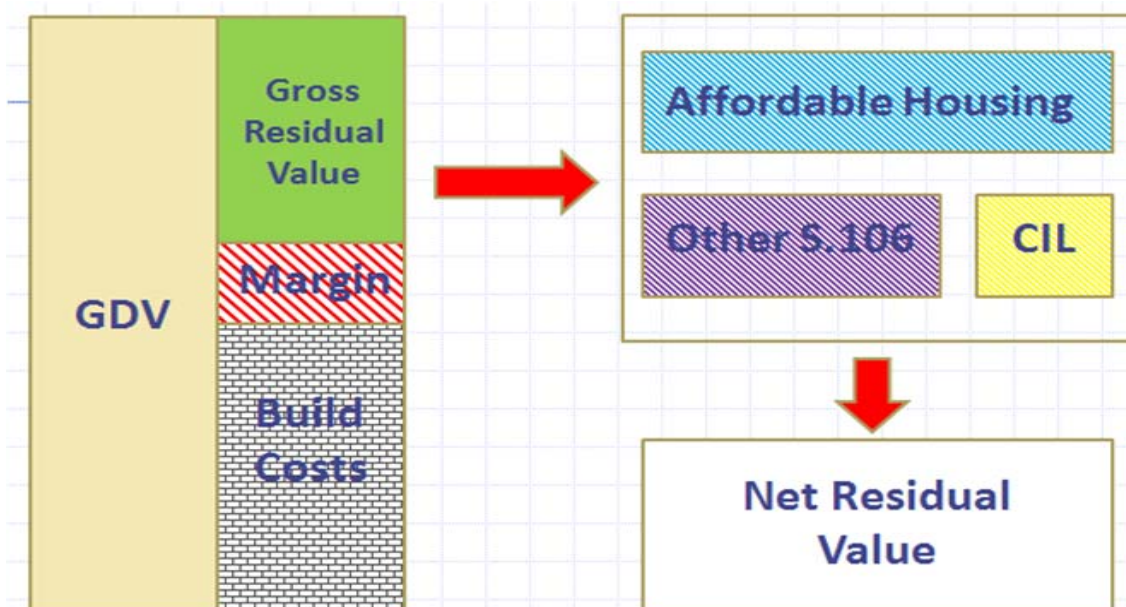 GDV
Gross
Residual
Value
Margin
Build
Costs
Affordable Housing
Other S.106
CIL
Net Residual
Value